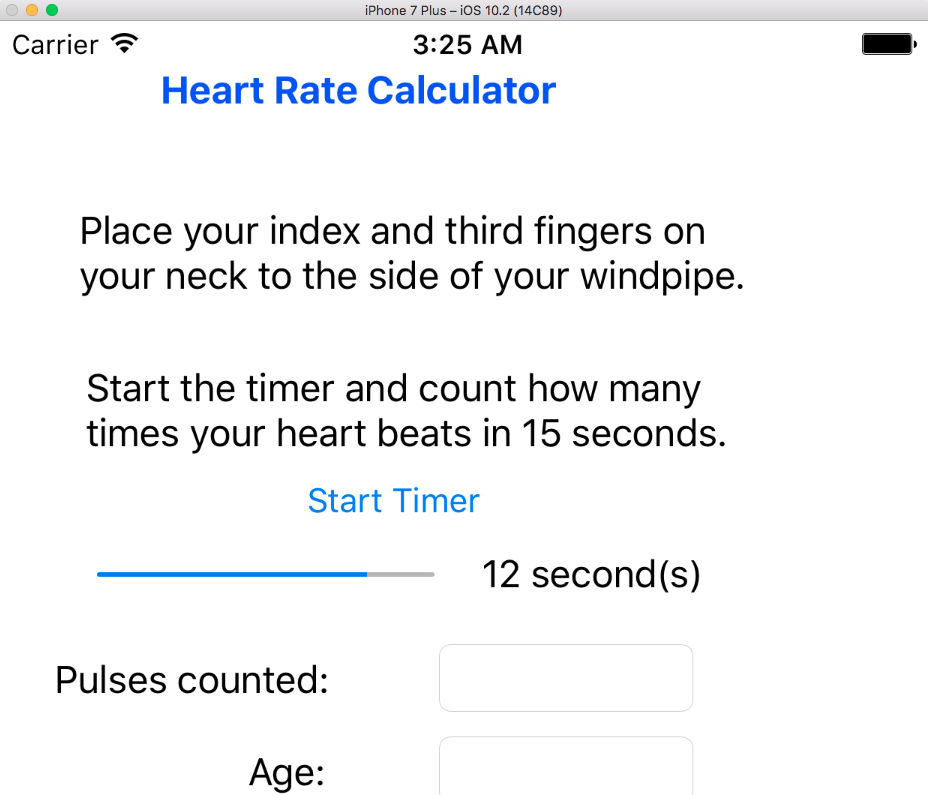 iPhone 7 Plus – iOS 10.2 (14C89)
Carrier 3:25 AM
Heart Rate Calculator
Place your index and third fingers on
your neck to the side of your windpipe.
Start the timer and count how many
times your heart beats in 15 seconds.
Start Timer
12 second(s)
Pulses counted:
Age: